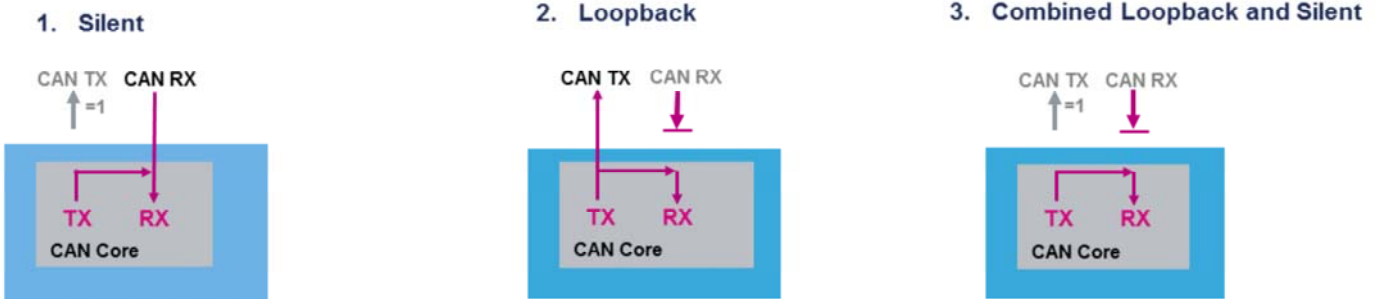 1. Silent
CAN TX CAN RX
=1
TX RX
CAN Core
2. Loopback
CAN TX CAN RX
TX RX
CAN Core
3. Combined Loopback and Silent
CAN TX CAN RX
=1
TX RX
CAN Core